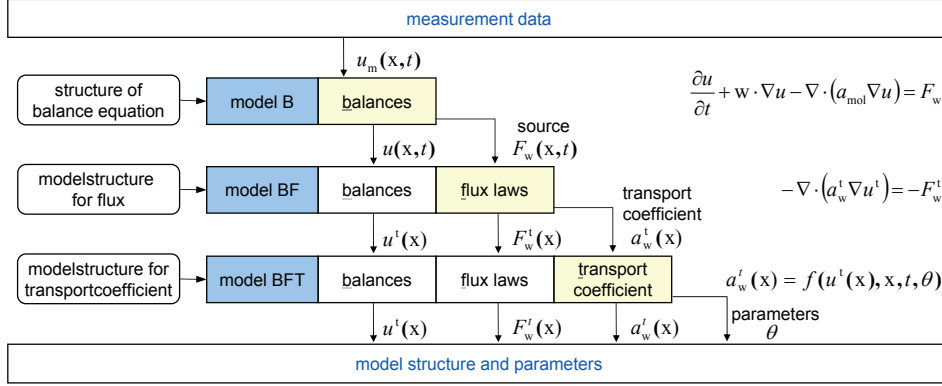 measurement data
u_m(x,t)
structure of
balance equation
model B
balances
∂u/∂t + w · ∇u − ∇ · (a_mol ∇u) = F_w
u(x,t)
source
F_w(x,t)
modelstructure
for flux
model BF
balances
flux laws
− ∇ · (a_w^t ∇u^t) = −F_w^t
transport
coefficient
u^t(x)
F_w^t(x)
a_w^t(x)
modelstructure for
transportcoefficient
model BFT
balances
flux laws
transport
coefficient
a_w^t(x) = f(u^t(x), x, t, θ)
u^t(x)
F_w^t(x)
a_w^t(x)
parameters
θ
model structure and parameters